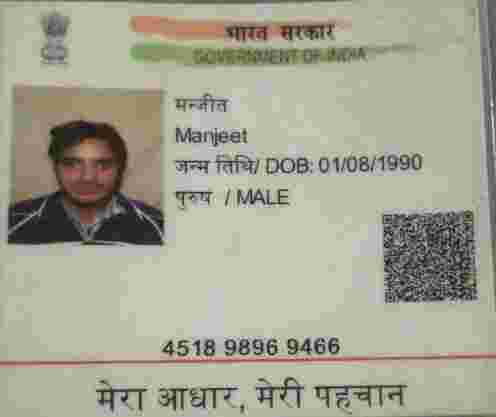 भारत सरकार
GOVERNMENT OF INDIA
मन्जीत
Manjeet
जन्म तिथि/ DOB: 01/08/1990
पुरुष / MALE
4518 9896 9466
मेरा आधार, मेरी पहचान